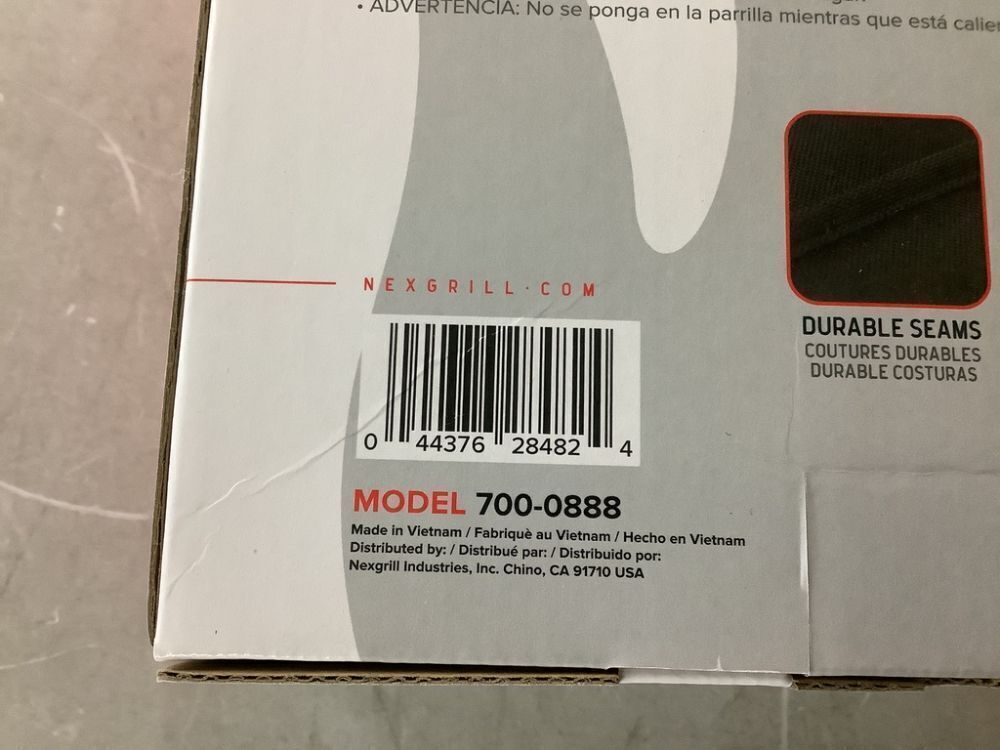 • ADVERTENCIA: No se ponga en la parrilla mientras que está
NEXGRILL·COM
DURABLE SEAMS
COUTURES DURABLES
DURABLE COSTURAS
0 44376 28482 4
MODEL 700-0888
Made in Vietnam / Fabriquè au Vietnam / Hecho en Vietnam
Distributed by: / Distribué par: / Distribuido por:
Nexgrill Industries, Inc. Chino, CA 91710 USA